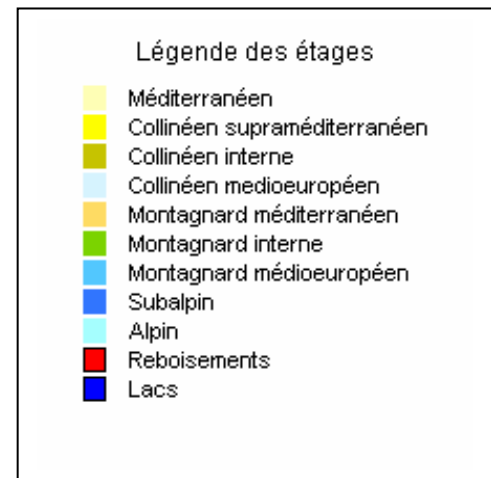 Légende des étages
Méditerranéen
Collinéen supraméditerranéen
Collinéen interne
Collinéen medioeuropéen
Montagnard méditerranéen
Montagnard interne
Montagnard médioeuropéen
Subalpin
Alpin
Reboisements
Lacs